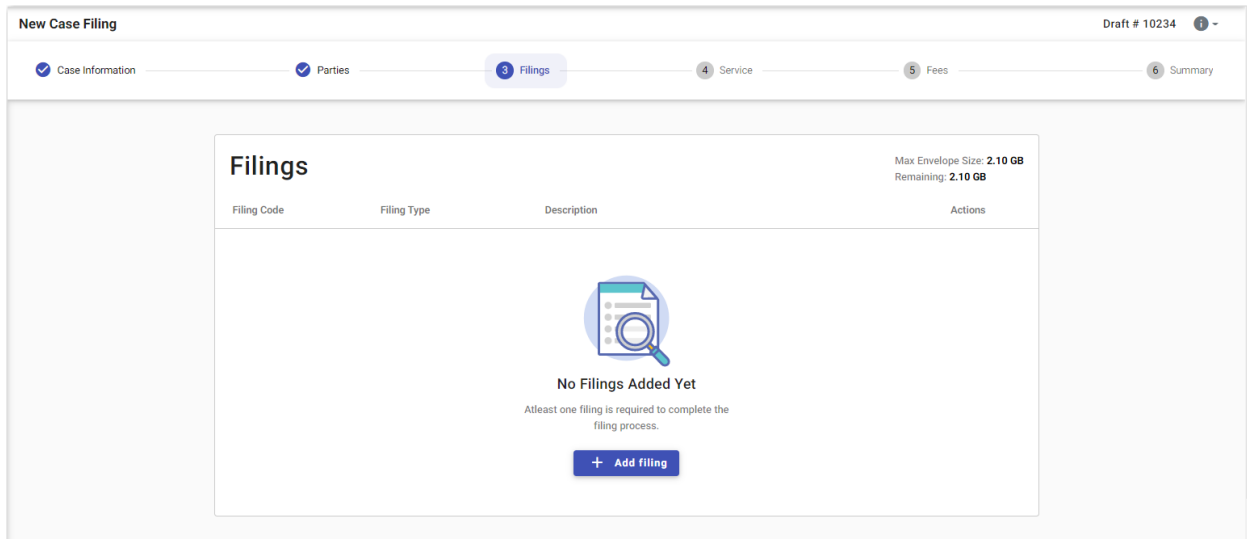 New Case Filing
Draft # 10234
Case Information
Parties
3 Filings
4 Service
5 Fees
6 Summary
Filings
Max Envelope Size: 2.10 GB
Remaining: 2.10 GB
Filing Code Filing Type Description Actions
No Filings Added Yet
Atleast one filing is required to complete the
filing process.
+ Add filing